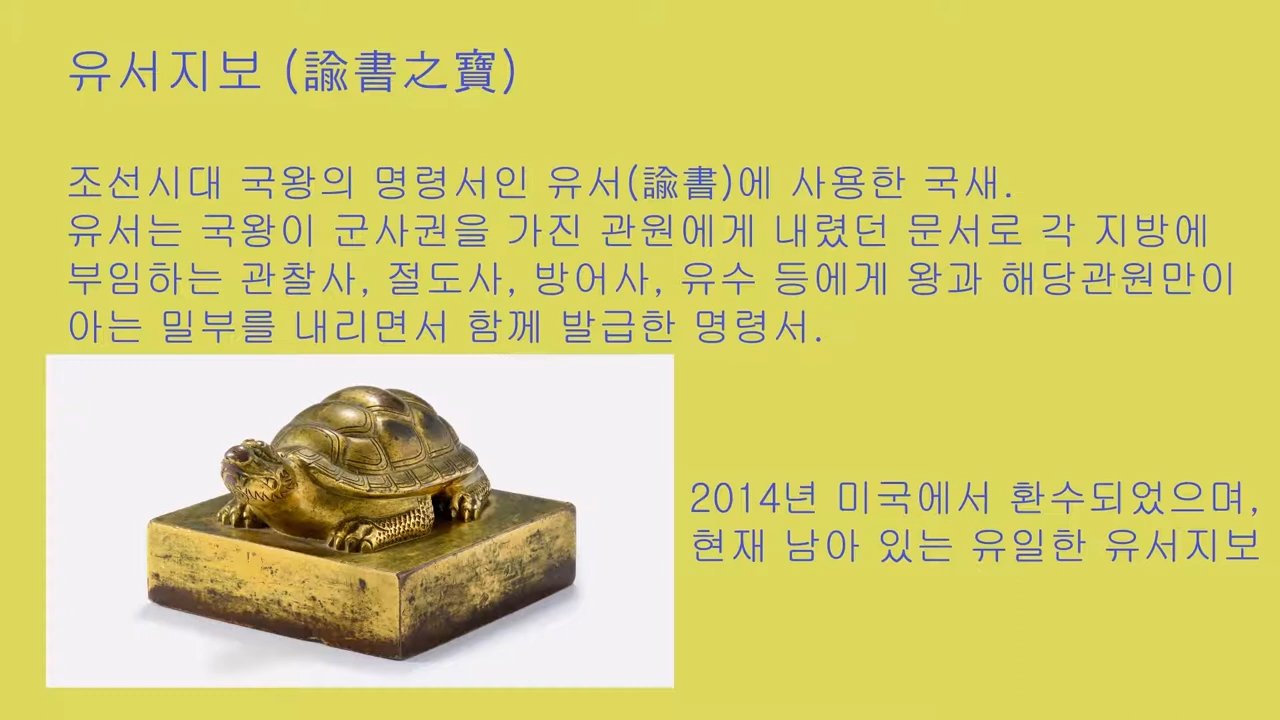 유서지보 (諭書之寶)
조선시대 국왕의 명령서인 유서(諭書)에 사용한 국새.
유서는 국왕이 군사권을 가진 관원에게 내렸던 문서로 각 지방에
부임하는 관찰사, 절도사, 방어사, 유수 등에게 왕과 해당관원만이
아는 밀부를 내리면서 함께 발급한 명령서.
2014년 미국에서 환수되었으며,
현재 남아 있는 유일한 유서지보